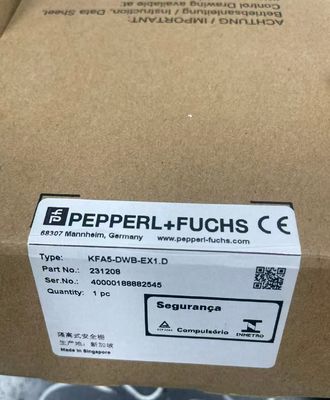 ACHTUNG / IMPORTANT
Betriebsanleitung / Instruction, Data Sheet,
Control Drawing
PEPPERL+FUCHS CE
68307 Mannheim, Germany
www.pepperl-fuchs.com
Type: KFA5-DWB-EX1.D
Part No.: 231208
Ser.No.: 40000188882545
Quantity: 1 pc
Segurança
Compulsório
INMETRO
隔离式安全栅
生产地: 新加坡
Made in Singapore